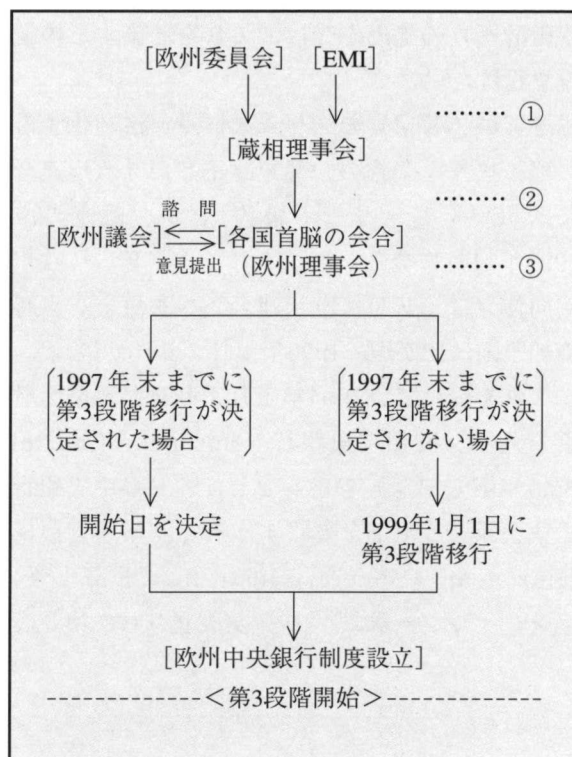 [欧州委員会] [EMI]
………… ①
[蔵相理事会]
……… ②
諮 問
[欧州議会] [各国首脳の会合]
意見提出 (欧州理事会) ……… ③
1997年末までに 1997年末までに
第3段階移行が決 第3段階移行が決
定された場合 定されない場合
開始日を決定 1999年1月1日に
第3段階移行
[欧州中央銀行制度設立]
<第3段階開始>